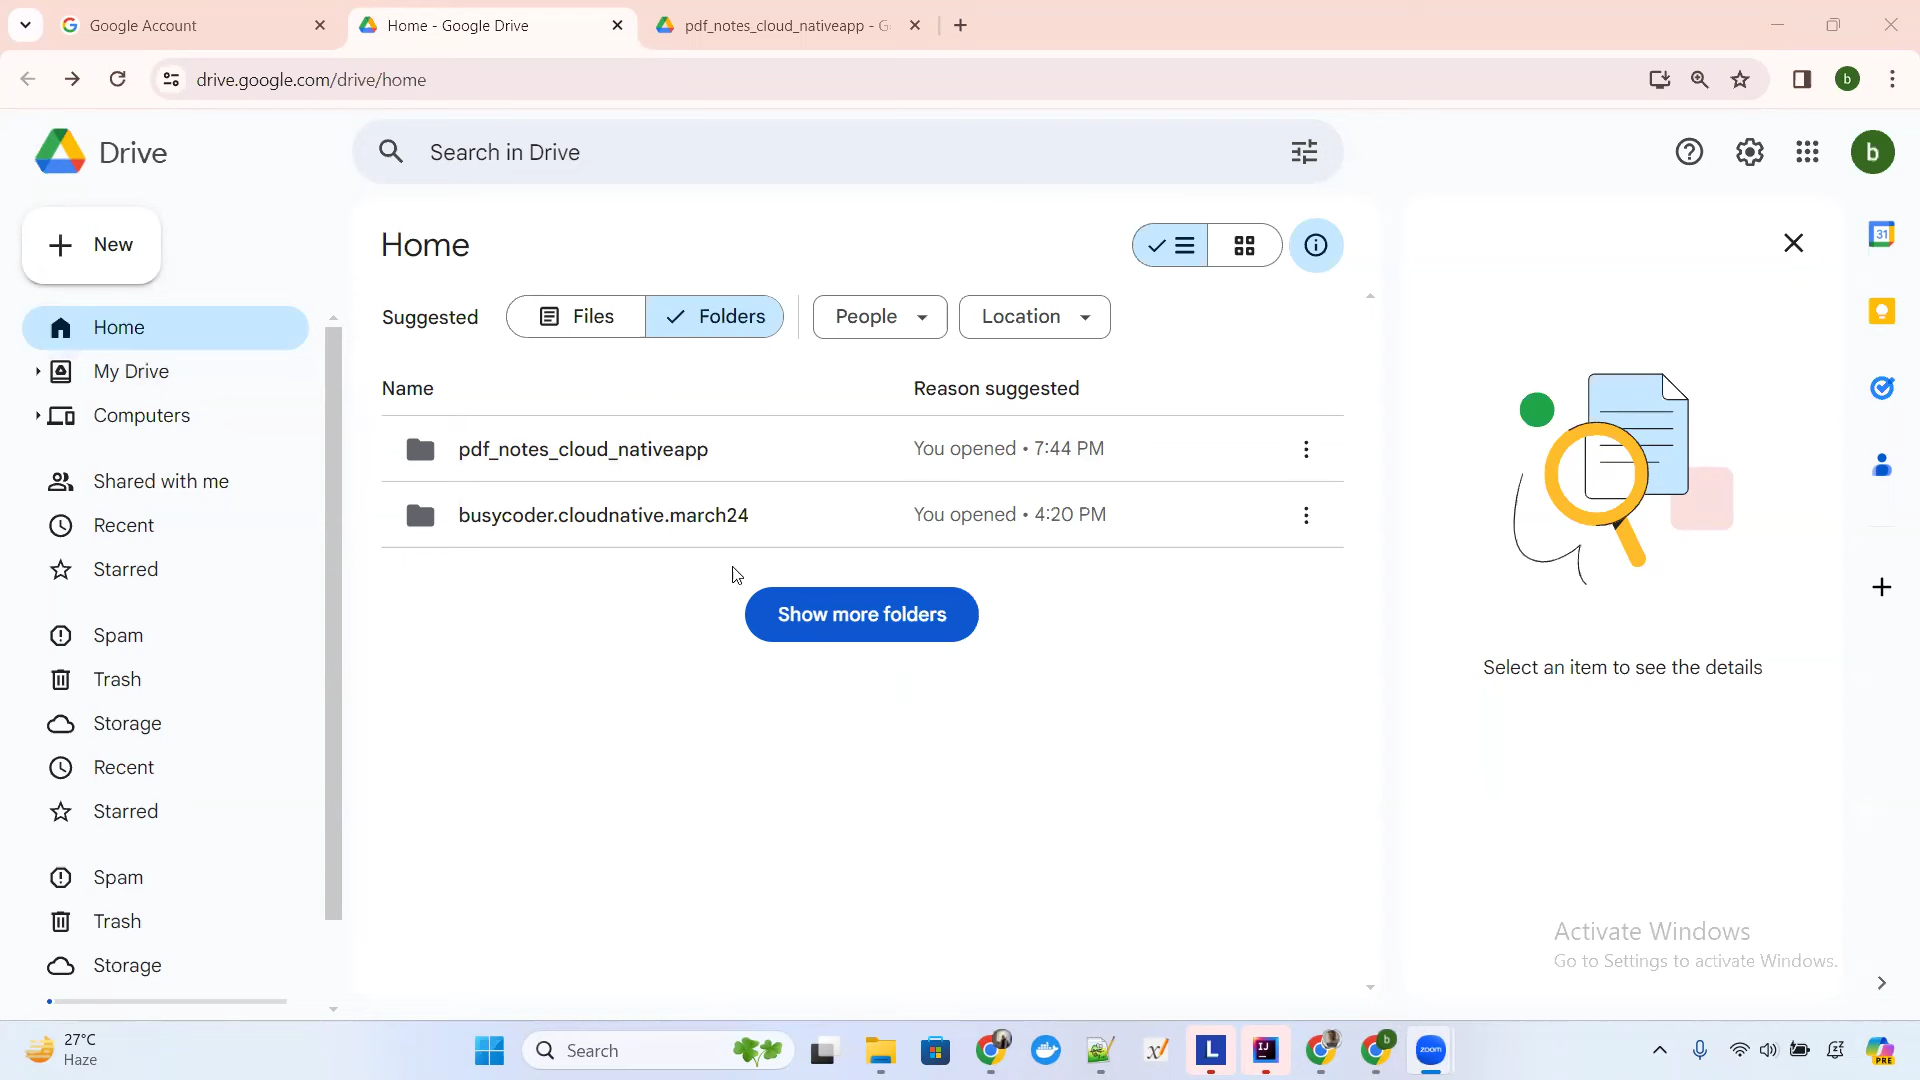 Google Account
Home - Google Drive
pdf_notes_cloud_nativeapp - G
drive.google.com/drive/home
b
Drive
Search in Drive
b
New
Home
Suggested
Files
Folders
People
Location
Home
My Drive
Computers
Shared with me
Recent
Starred
Spam
Trash
Storage
Recent
Starred
Spam
Trash
Storage
Name
Reason suggested
pdf_notes_cloud_nativeapp
You opened • 7:44 PM
busycoder.cloudnative.march24
You opened • 4:20 PM
Show more folders
Select an item to see the details
31
Activate Windows
Go to Settings to activate Windows.
27°C
Haze
Search
L
IJ
b
zoom
PRE